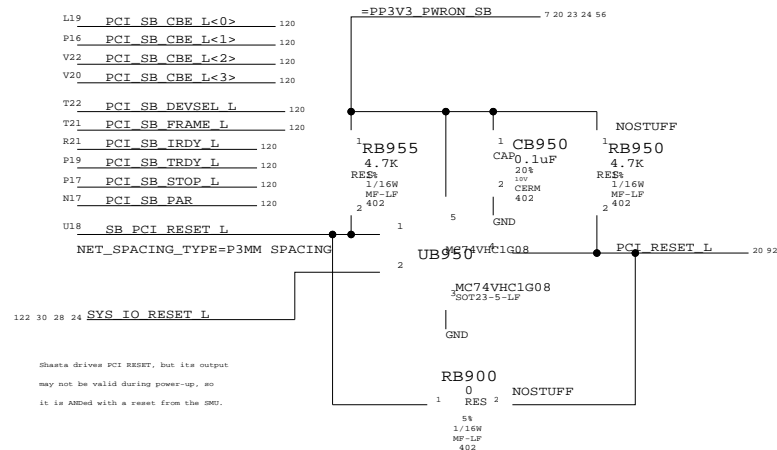 =PP3V3_PWRON_SB 7 20 23 24 56
L19 PCI_SB_CBE_L<0> 120
P16 PCI_SB_CBE_L<1> 120
V22 PCI_SB_CBE_L<2> 120
V20 PCI_SB_CBE_L<3> 120
T22 PCI_SB_DEVSEL_L 120
T21 PCI_SB_FRAME_L 120
R21 PCI_SB_IRDY_L 120
P19 PCI_SB_TRDY_L 120
P17 PCI_SB_STOP_L 120
N17 PCI_SB_PAR 120
U18 SB_PCI_RESET_L
NET_SPACING_TYPE=P3MM SPACING
1
RB955
4.7K
RES
5%
1/16W
MF-LF
402
2
1
CB950
CAP
0.1uF
20%
10V
CERM
402
2
GND
NOSTUFF
1
RB950
4.7K
RES
5%
1/16W
MF-LF
402
2
5
1
2
4
UB950
MC74VHC1G08
MC74VHC1G08
SOT23-5-LF
3
GND
PCI_RESET_L 20 92
122 30 28 24 SYS_IO_RESET_L
Shasta drives PCI RESET, but its output
may not be valid during power-up, so
it is ANDed with a reset from the SMU.
RB900
0
1 RES 2
NOSTUFF
5%
1/16W
MF-LF
402